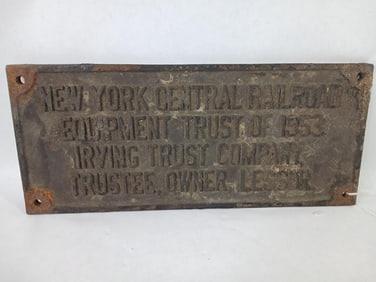 NEW YORK CENTRAL RAILROAD
EQUIPMENT TRUST OF 1953
IRVING TRUST COMPANY,
TRUSTEE, OWNER, LESSOR